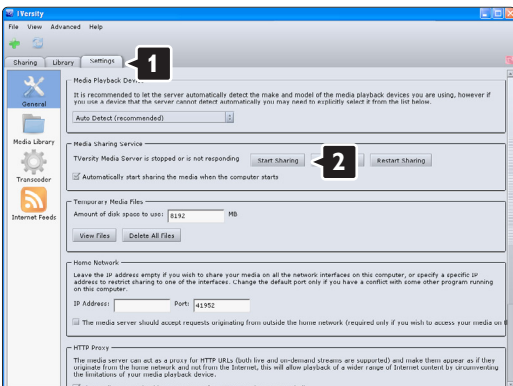 TVersity
File View Advanced Help
Sharing Library Settings
1
Media Playback Device
It is recommended to let the server automatically detect the make and model of the media playback devices you are using, however if
you use a device that the server cannot detect automatically you may need to explicitly select it from the list below.
Auto Detect (recommended)
General
Media Library
Transcoder
Internet Feeds
Media Sharing Service
TVersity Media Server is stopped or is not responding Start Sharing 2 Restart Sharing
Automatically start sharing the media when the computer starts
Temporary Media Files
Amount of disk space to use: 8192 MB
View Files Delete All Files
Home Network
Leave the IP address empty if you wish to share your media on all the network interfaces on this computer, or specify a specific IP
address to restrict sharing to one of the interfaces. Change the default port only if you have a conflict with some other program running
on this computer.
IP Address: Port: 41952
The media server should accept requests originating from outside the home network (required only if you wish to access your media on
HTTP Proxy
The media server can act as a proxy for HTTP URLs (both live and on-demand streams are supported) and make them appear as if they
originate from the home network and not from the Internet, this will allow playback of a wider range of Internet content by circumventing
the limitations of your media playback device.